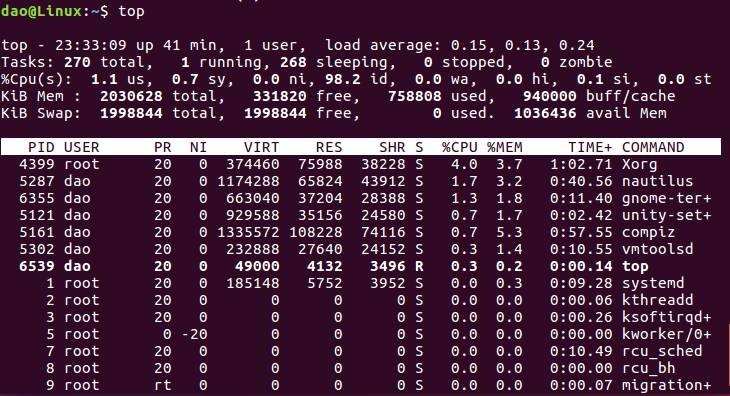 dao@Linux:~$ top
top - 23:33:09 up 41 min,  1 user,  load average: 0.15, 0.13, 0.24
Tasks: 270 total,   1 running, 268 sleeping,   0 stopped,   0 zombie
%Cpu(s):  1.1 us,  0.7 sy,  0.0 ni, 98.2 id,  0.0 wa,  0.0 hi,  0.1 si,  0.0 st
KiB Mem :  2030628 total,   331820 free,   758808 used,   940000 buff/cache
KiB Swap:  1998844 total,  1998844 free,        0 used.  1036436 avail Mem
PID USER      PR  NI    VIRT    RES    SHR S  %CPU %MEM     TIME+ COMMAND
4399 root      20   0  374460  75988  38228 S   4.0  3.7   1:02.71 Xorg
5287 dao       20   0 1174288  65824  43912 S   1.7  3.2   0:40.56 nautilus
6355 dao       20   0  663040  37204  28388 S   1.3  1.8   0:11.40 gnome-ter+
5121 dao       20   0  929588  35156  24580 S   0.7  1.7   0:02.42 unity-set+
5161 dao       20   0 1335572 108228  74116 S   0.7  5.3   0:57.55 compiz
5302 dao       20   0  232888  27640  24152 S   0.3  1.4   0:10.55 vmtoolsd
6539 dao       20   0   49000   4132   3496 R   0.3  0.2   0:00.14 top
1 root      20   0  185148   5752   3952 S   0.0  0.3   0:09.28 systemd
2 root      20   0       0      0      0 S   0.0  0.0   0:00.06 kthreadd
3 root      20   0       0      0      0 S   0.0  0.0   0:00.26 ksoftirqd+
5 root       0 -20       0      0      0 S   0.0  0.0   0:00.00 kworker/0+
7 root      20   0       0      0      0 S   0.0  0.0   0:10.49 rcu_sched
8 root      20   0       0      0      0 S   0.0  0.0   0:00.00 rcu_bh
9 root      rt   0       0      0      0 S   0.0  0.0   0:00.07 migration+